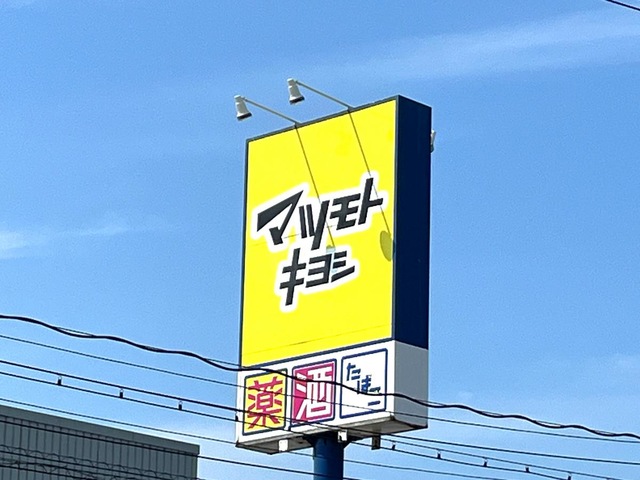 マツモト
キヨシ
薬 酒 たばこ